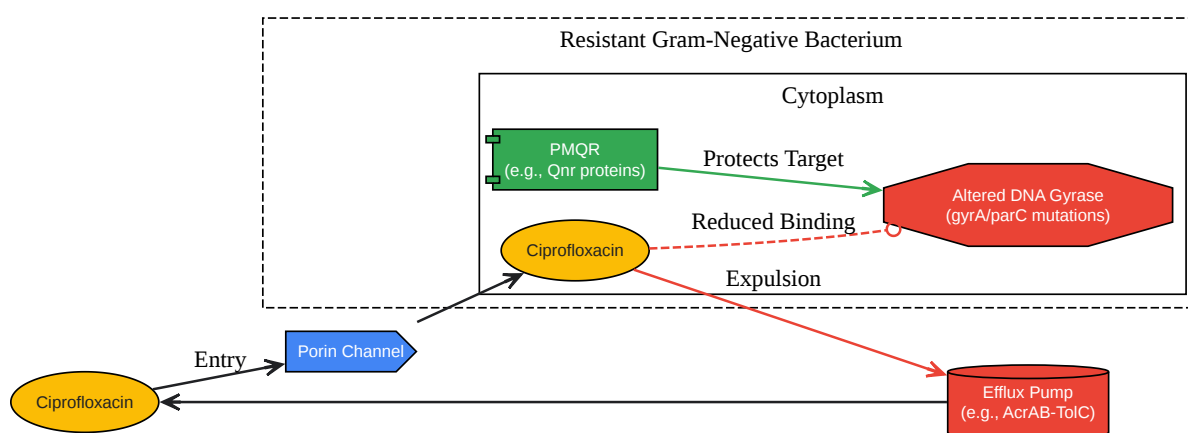 Resistant Gram-Negative Bacterium
Cytoplasm
PMQR
(e.g., Qnr proteins)
Protects Target
Altered DNA Gyrase
(gyrA/parC mutations)
Reduced Binding
Ciprofloxacin
Expulsion
Porin Channel
Entry
Ciprofloxacin
Efflux Pump
(e.g., AcrAB-TolC)